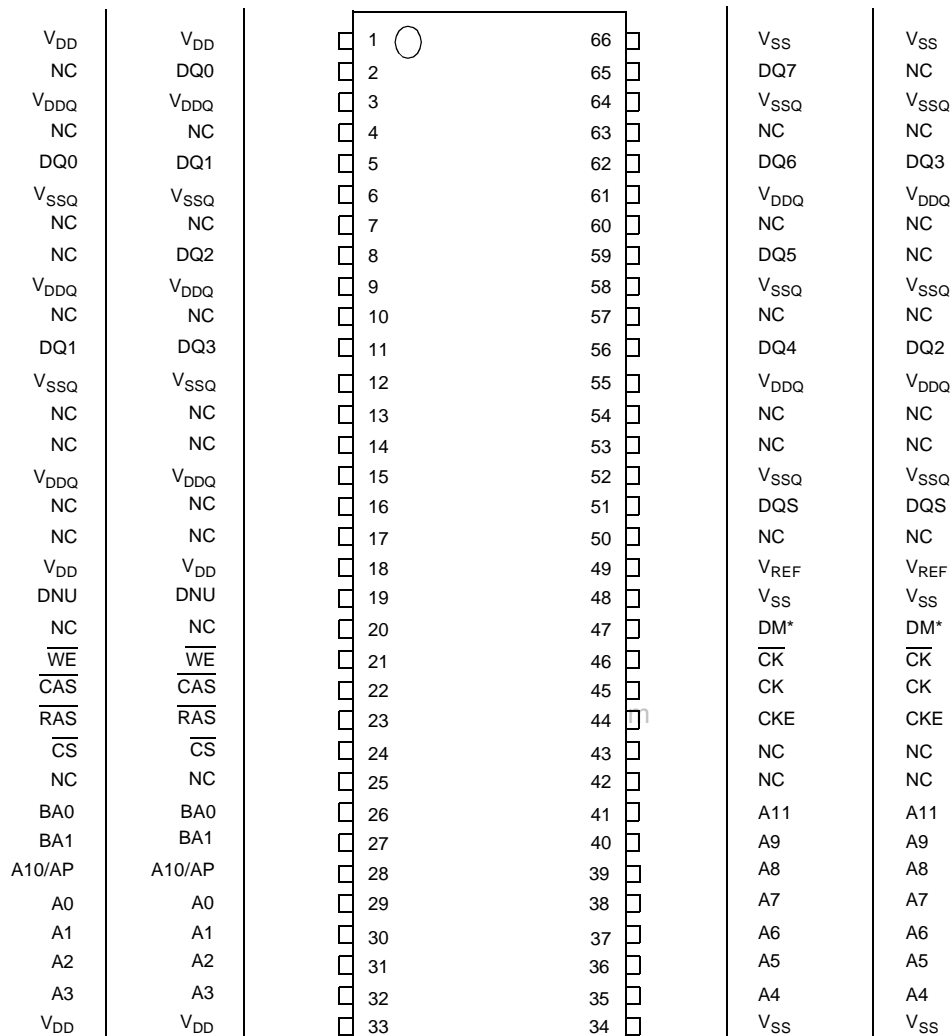 VDD VDD 1 66 VSS VSS
NC DQ0 2 65 DQ7 NC
VDDQ VDDQ 3 64 VSSQ VSSQ
NC NC 4 63 NC NC
DQ0 DQ1 5 62 DQ6 DQ3
VSSQ VSSQ 6 61 VDDQ VDDQ
NC NC 7 60 NC NC
NC DQ2 8 59 DQ5 NC
VDDQ VDDQ 9 58 VSSQ VSSQ
NC NC 10 57 NC NC
DQ1 DQ3 11 56 DQ4 DQ2
VSSQ VSSQ 12 55 VDDQ VDDQ
NC NC 13 54 NC NC
NC NC 14 53 NC NC
VDDQ VDDQ 15 52 VSSQ VSSQ
NC NC 16 51 DQS DQS
NC NC 17 50 NC NC
VDD VDD 18 49 VREF VREF
DNU DNU 19 48 VSS VSS
NC NC 20 47 DM* DM*
W̅E̅ W̅E̅ 21 46 C̅K̅ C̅K̅
C̅A̅S̅ C̅A̅S̅ 22 45 CK CK
R̅A̅S̅ R̅A̅S̅ 23 44 CKE CKE
C̅S̅ C̅S̅ 24 43 NC NC
NC NC 25 42 NC NC
BA0 BA0 26 41 A11 A11
BA1 BA1 27 40 A9 A9
A10/AP A10/AP 28 39 A8 A8
A0 A0 29 38 A7 A7
A1 A1 30 37 A6 A6
A2 A2 31 36 A5 A5
A3 A3 32 35 A4 A4
VDD VDD 33 34 VSS VSS